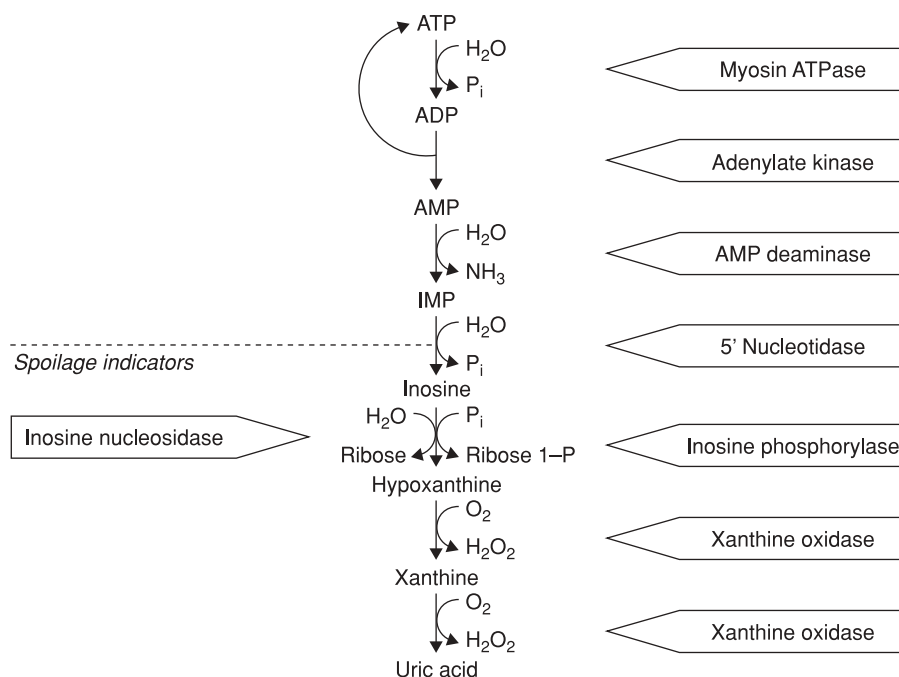 ATP
H₂O
Myosin ATPase
Pᵢ
ADP
Adenylate kinase
AMP
H₂O
AMP deaminase
NH₃
IMP
H₂O
5' Nucleotidase
Spoilage indicators
Pᵢ
Inosine
H₂O Pᵢ
Inosine nucleosidase
Inosine phosphorylase
Ribose Ribose 1–P
Hypoxanthine
O₂
Xanthine oxidase
H₂O₂
Xanthine
O₂
Xanthine oxidase
H₂O₂
Uric acid